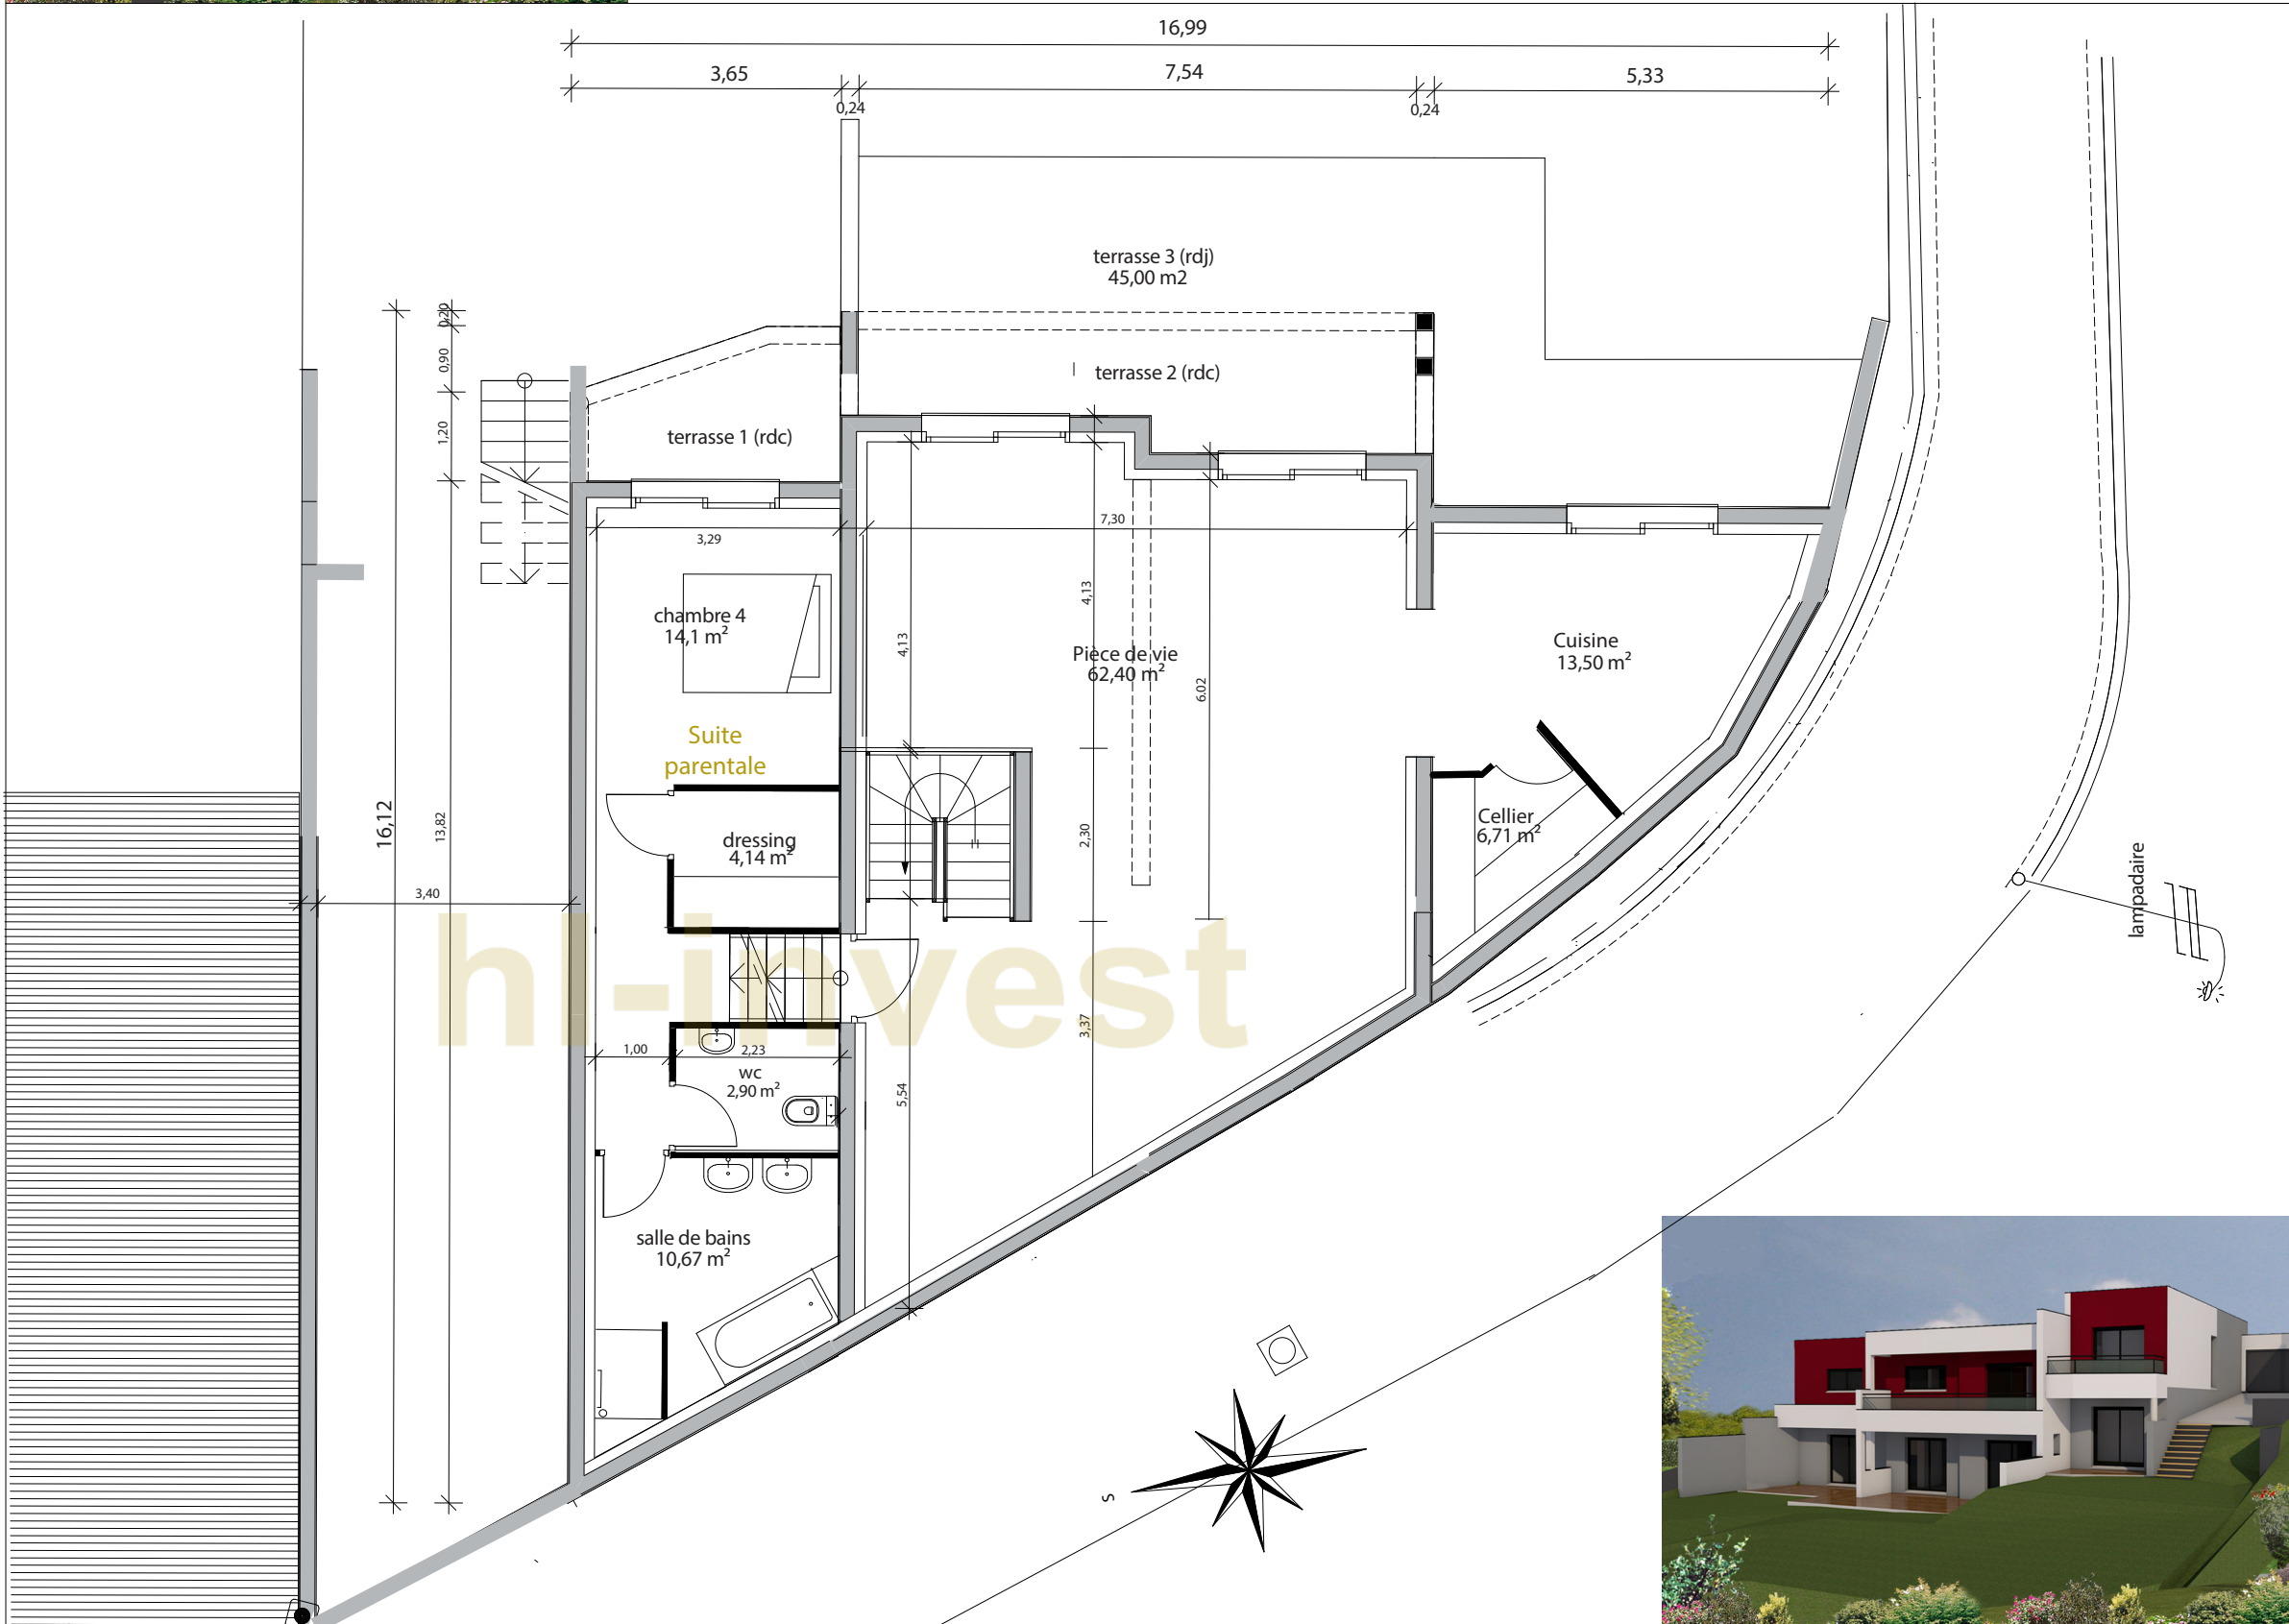 16,99
3,65
7,54
5,33
0,24
0,24
terrasse 3 (rdj)
45,00 m2
0,20
0,90
1,20
terrasse 2 (rdc)
terrasse 1 (rdc)
3,29
7,30
chambre 4
14,1 m²
4,13
4,13
6.02
Pièce de vie
62,40 m²
Cuisine
13,50 m²
Suite
parentale
16,12
13,82
dressing
4,14 m²
2,30
Cellier
6,71 m²
lampadaire
3,40
hl-invest
1,00
2,23
wc
2,90 m²
5,54
3,37
salle de bains
10,67 m²
S